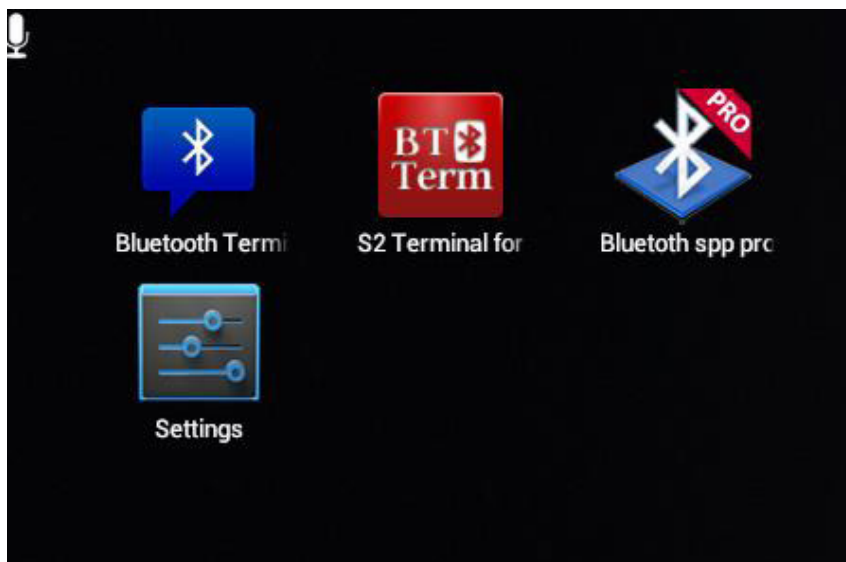 BT
Term
PRO
Bluetooth Termi
S2 Terminal for
Bluetoth spp pro
Settings